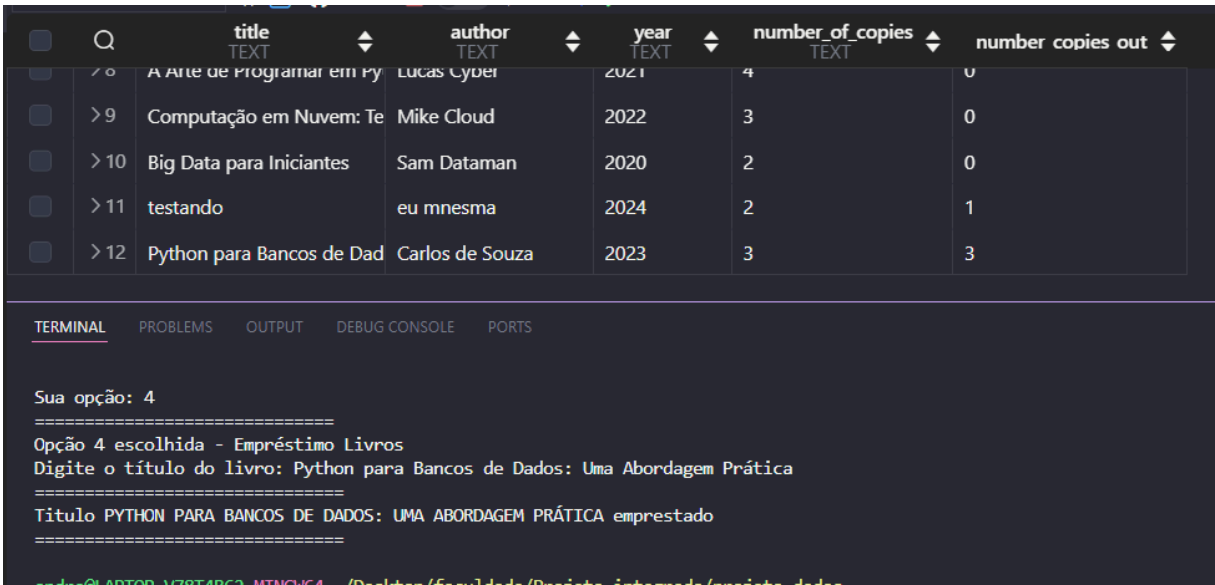 title author year number_of_copies number copies out
TEXT TEXT TEXT TEXT
8 A Arte de Programar em Py Lucas Cyber 2021 4 0
9 Computação em Nuvem: Te Mike Cloud 2022 3 0
10 Big Data para Iniciantes Sam Dataman 2020 2 0
11 testando eu mnesma 2024 2 1
12 Python para Bancos de Dad Carlos de Souza 2023 3 3
TERMINAL PROBLEMS OUTPUT DEBUG CONSOLE PORTS
Sua opção: 4
==============================
Opção 4 escolhida - Empréstimo Livros
Digite o título do livro: Python para Bancos de Dados: Uma Abordagem Prática
===============================
Titulo PYTHON PARA BANCOS DE DADOS: UMA ABORDAGEM PRÁTICA emprestado
===============================